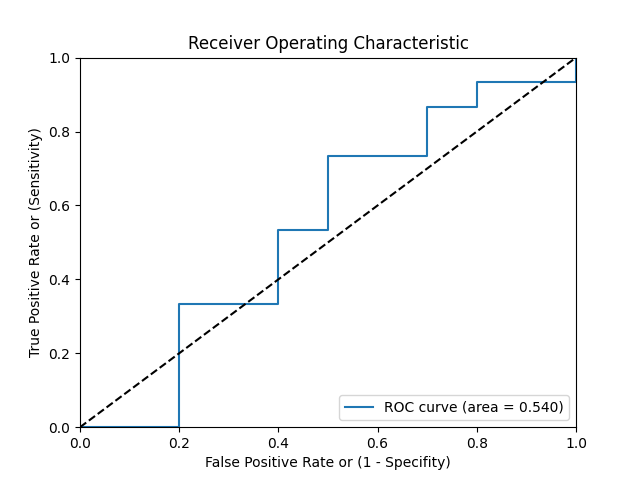 Receiver Operating Characteristic
1.0
0.8
0.6
0.4
0.2
0.0
True Positive Rate or (Sensitivity)
ROC curve (area = 0.540)
0.0 0.2 0.4 0.6 0.8 1.0
False Positive Rate or (1 - Specifity)